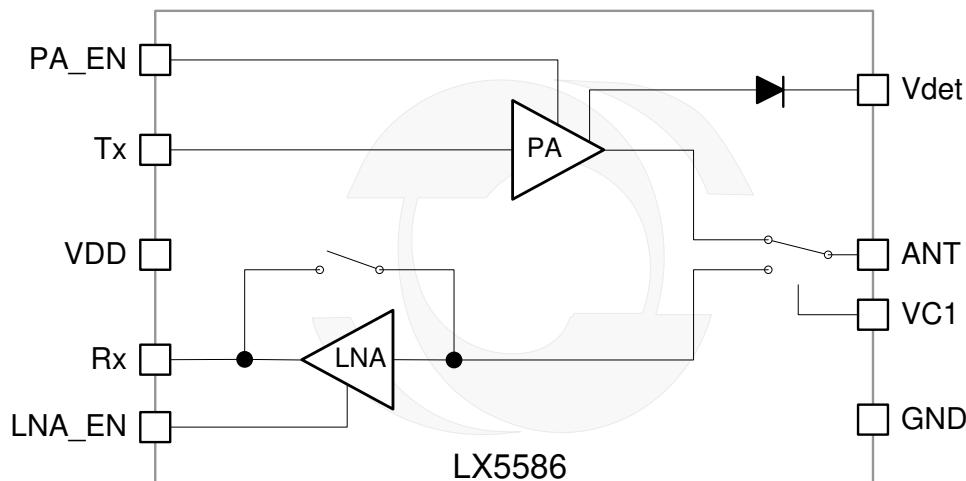 PA_EN
Vdet
Tx
PA
VDD
ANT
VC1
Rx
LNA
LNA_EN
GND
LX5586